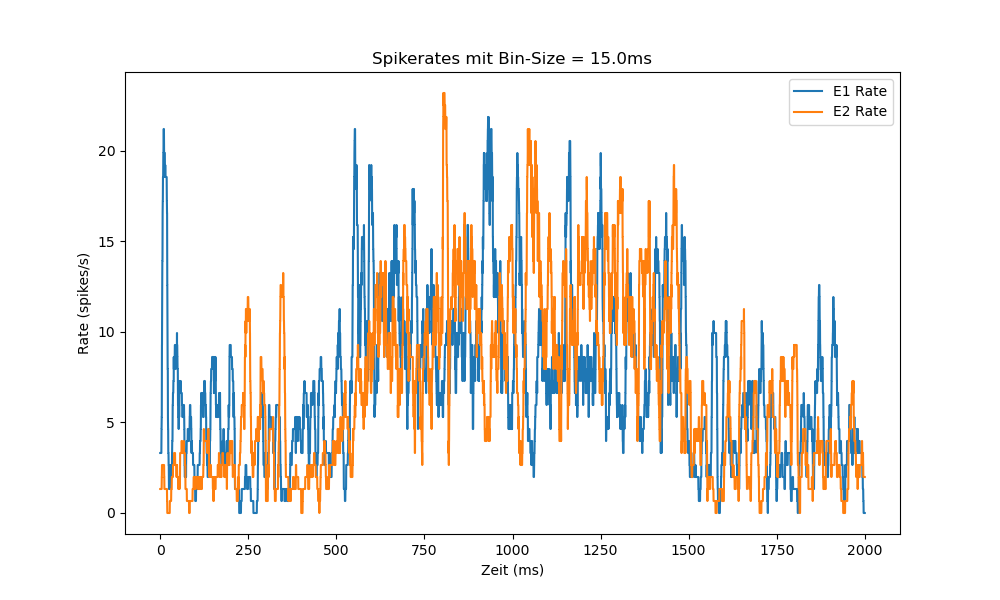 Spikerates mit Bin-Size = 15.0ms
E1 Rate
E2 Rate
Rate (spikes/s)
20
15
10
5
0
0 250 500 750 1000 1250 1500 1750 2000
Zeit (ms)